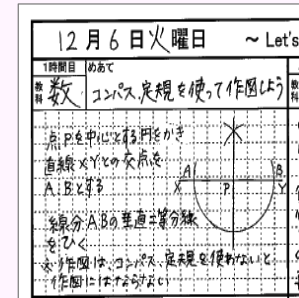 12月6日火曜日 ～Let's
1時間目 めあて
教科 数 コンパス、定規を使って作図しよう
点Pを中心とする円をかき
直線XYとの交点を
A、Bとする
線分ABの垂直二等分線
をひく
※作図は、コンパス、定規を使わないと
作図にはならない
A B
X P Y